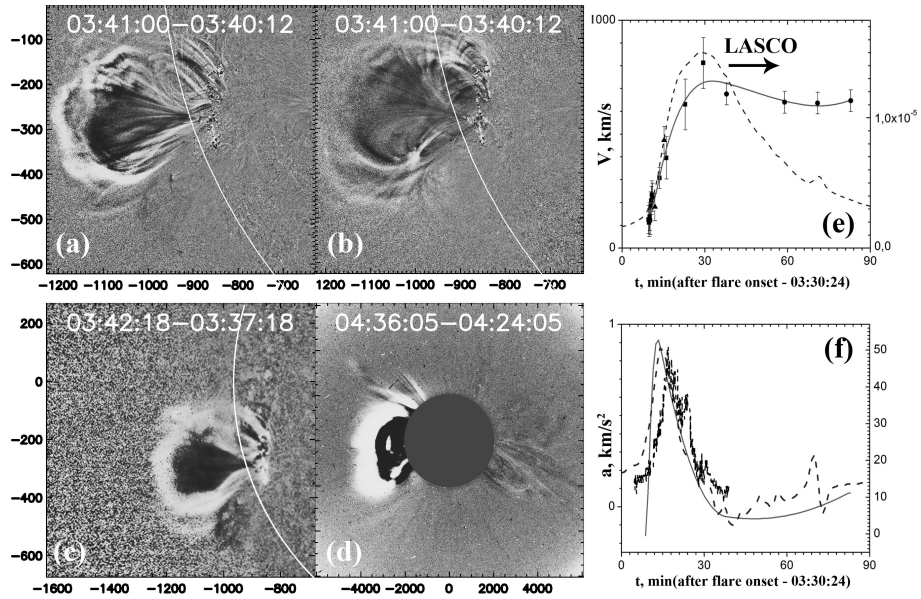 03:41:00−03:40:12
03:41:00−03:40:12
−100
−200
−300
−400
−500
−600
(a)
(b)
−1200 −1100 −1000 −900 −800 −700
−1200 −1100 −1000 −900 −800 −700
03:42:18−03:37:18
04:36:05−04:24:05
200
0
−200
−400
−600
(c)
(d)
−1600 −1400 −1200 −1000 −800
−4000 −2000 0 2000 4000
1000
V, km/s
0
LASCO
1,0x10⁻⁵
0,0
(e)
0 30 60 90
t, min(after flare onset - 03:30:24)
1
a, km/s²
0
(f)
50
40
30
20
10
0
0 30 60 90
t, min(after flare onset - 03:30:24)